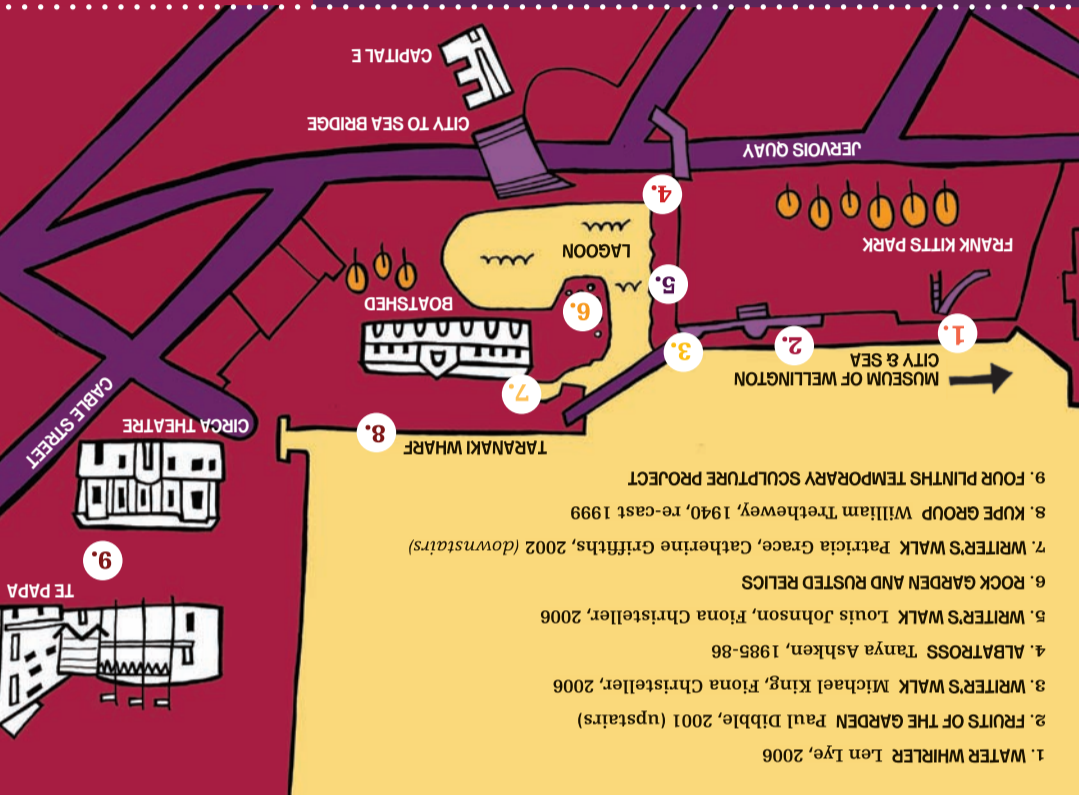 1. WATER WHIRLER Len Lye, 2006
2. FRUITS OF THE GARDEN Paul Dibble, 2001 (upstairs)
3. WRITER'S WALK Michael King, Fiona Christeller, 2006
4. ALBATROSS Tanya Ashken, 1985-86
5. WRITER'S WALK Louis Johnson, Fiona Christeller, 2006
6. ROCK GARDEN AND RUSTED RELICS
7. WRITER'S WALK Patricia Grace, Catherine Griffiths, 2002 (downstairs)
8. KUPE GROUP William Trethewey, 1940, re-cast 1999
9. FOUR PLINTHS TEMPORARY SCULPTURE PROJECT
TE PAPA
9.
CIRCA THEATRE
CABLE STREET
TARANAKI WHARF
8.
MUSEUM OF WELLINGTON
CITY & SEA
1.
2.
3.
7.
BOATSHED
6.
5.
LAGOON
FRANK KITTS PARK
4.
JERVOIS QUAY
CITY TO SEA BRIDGE
CAPITAL E